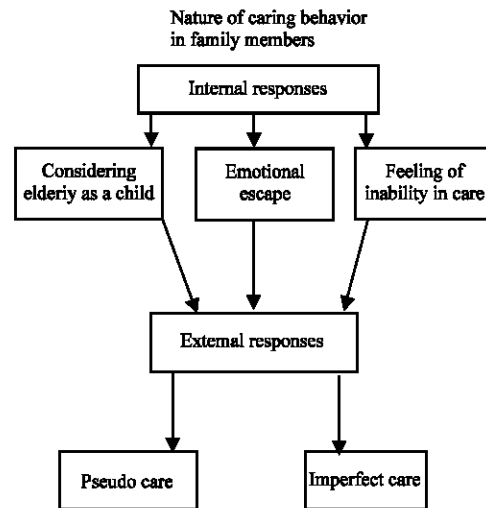 Nature of caring behavior
in family members
Internal responses
Considering
elderiy as a child
Emotional
escape
Feeling of
inability in care
External responses
Pseudo care
Imperfect care